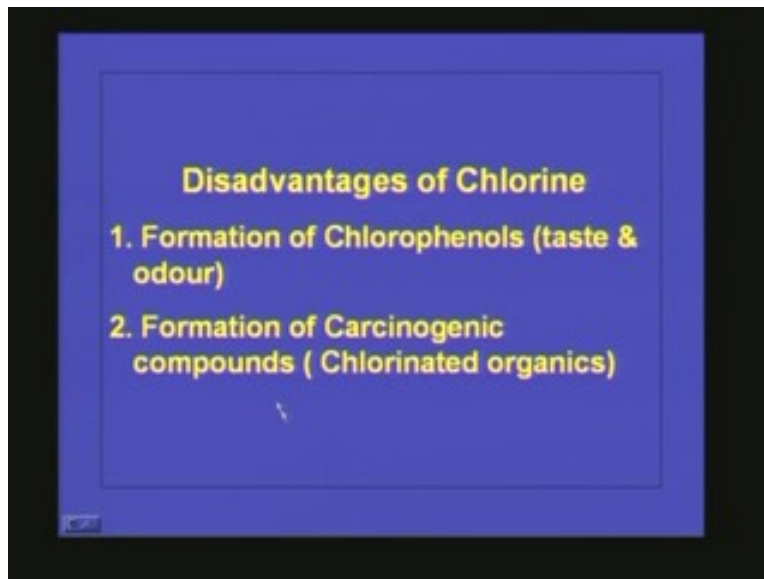 Disadvantages of Chlorine
1. Formation of Chlorophenols (taste &
odour)
2. Formation of Carcinogenic
compounds ( Chlorinated organics)